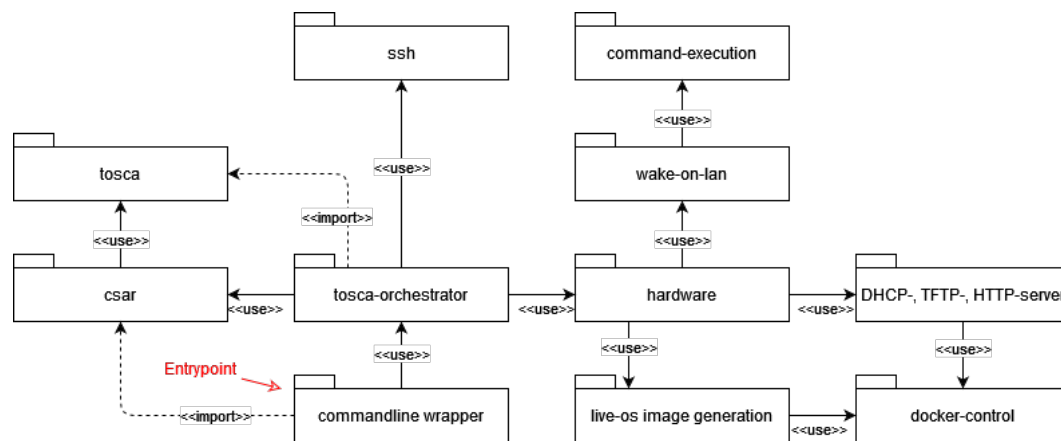 ssh
command-execution
<<use>>
<<use>>
tosca
wake-on-lan
<<import>>
<<use>>
<<use>>
csar
tosca-orchestrator
hardware
DHCP-, TFTP-, HTTP-server
<<use>>
<<use>>
<<use>>
<<use>>
<<use>>
<<use>>
Entrypoint
<<import>>
commandline wrapper
live-os image generation
<<use>>
docker-control